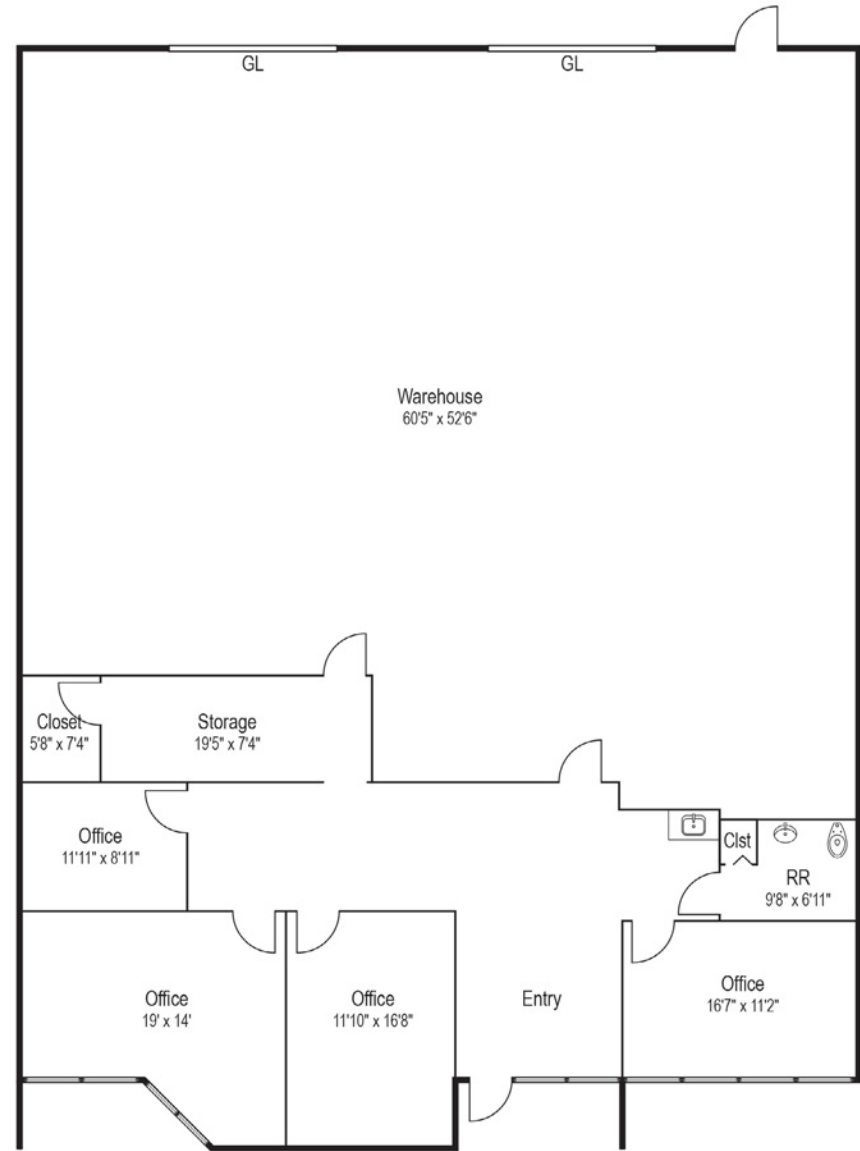 GL
GL
Warehouse
60'5" x 52'6"
Closet
5'8" x 7'4"
Storage
19'5" x 7'4"
Office
11'11" x 8'11"
Clst
RR
9'8" x 6'11"
Office
19' x 14'
Office
11'10" x 16'8"
Entry
Office
16'7" x 11'2"